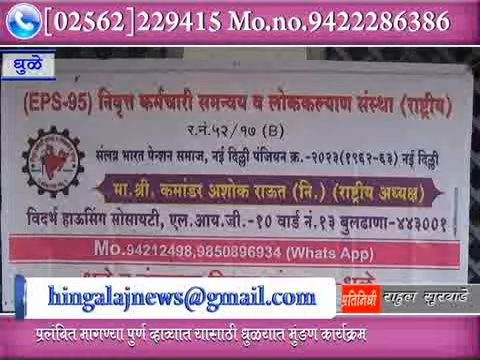 ( 02562 ) 229415 Mo.no.9422286386
धुळे
(EPS-95) निवृत्त कर्मचारी समन्वय व लोककल्याण संस्था (राष्ट्रीय)
र.नं.५२/१७ (B)
संलग्न भारत पेन्शन समाज, नई दिल्ली पंजियन क्र.-२०२३(१९६२-६३) नई दिल्ली
मा.श्री. कमांडर अशोक राऊत (नि.) (राष्ट्रीय अध्यक्ष)
विदर्भ हाऊसिंग सोसायटी, एल.आय.जी.-१० वार्ड नं.१३ बुलढाणा-४४३००१
Mo.94212498,9850896934 (Whats App)
hingalajnews@gmail.com
प्रतिनिधी राहुल सुरवाडे
प्रलंबित मागण्या पुर्ण व्हाव्यात यासाठी धुळयात मुंडण कार्यक्रम